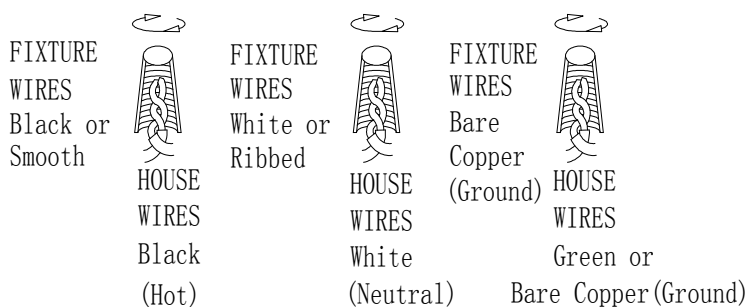 FIXTURE
WIRES
Black or
Smooth
HOUSE
WIRES
Black
(Hot)
FIXTURE
WIRES
White or
Ribbed
HOUSE
WIRES
White
(Neutral)
FIXTURE
WIRES
Bare
Copper
(Ground)
HOUSE
WIRES
Green or
Bare Copper(Ground)